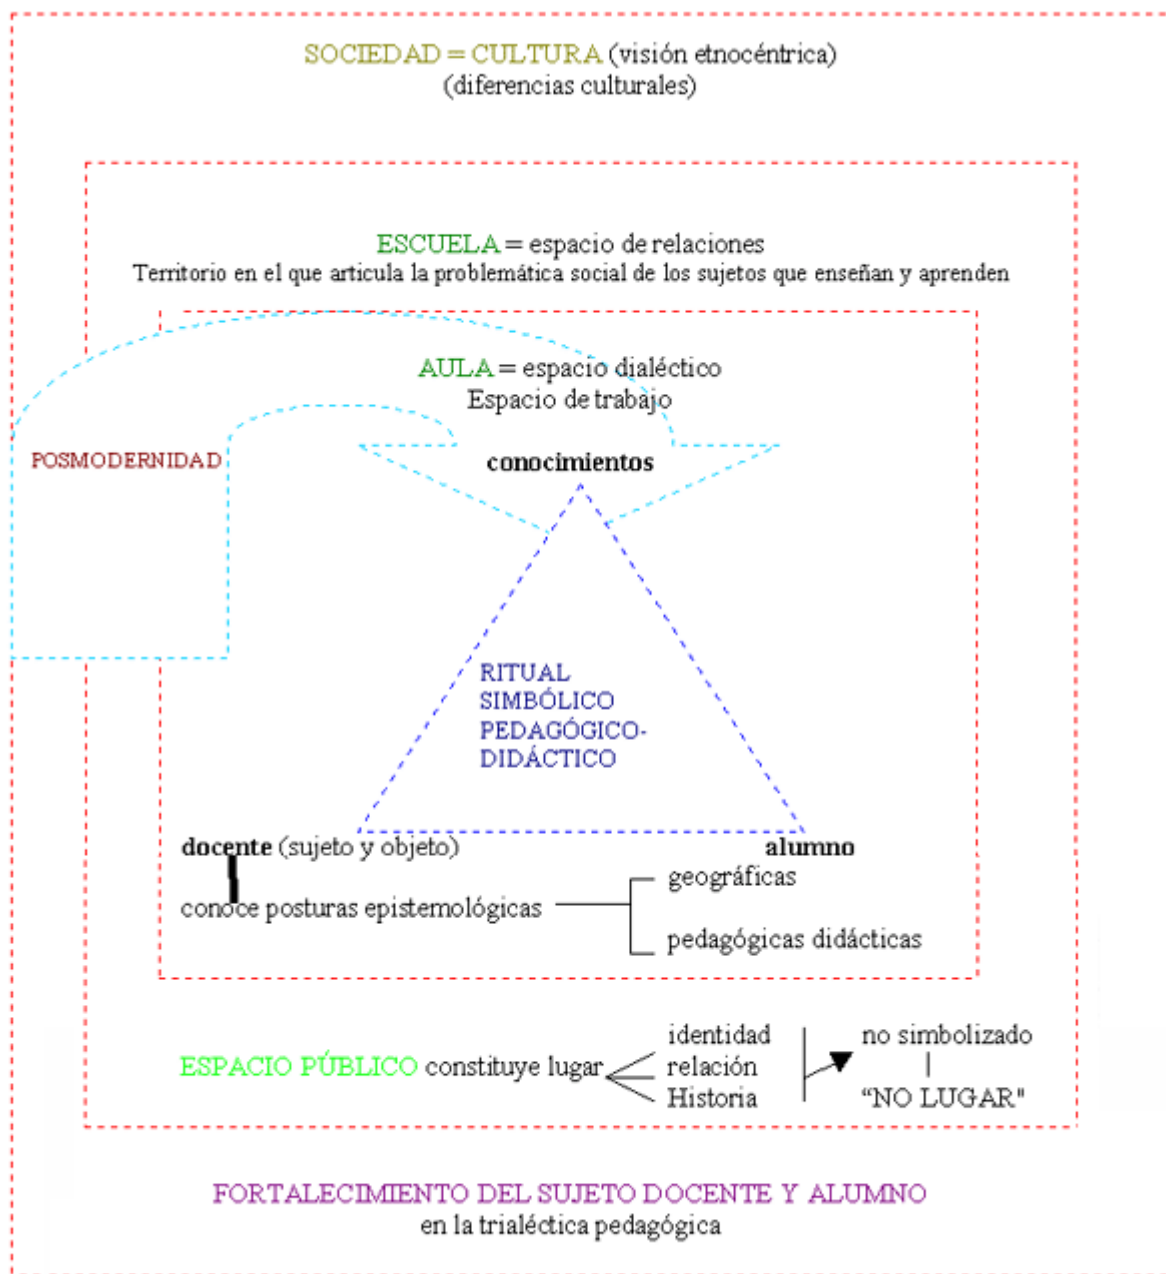 SOCIEDAD = CULTURA (visión etnocéntrica)
(diferencias culturales)
ESCUELA = espacio de relaciones
Territorio en el que articula la problemática social de los sujetos que enseñan y aprenden
AULA = espacio dialéctico
Espacio de trabajo
POSMODERNIDAD
conocimientos
RITUAL
SIMBÓLICO
PEDAGÓGICO-
DIDÁCTICO
docente (sujeto y objeto)
alumno
conoce posturas epistemológicas
geográficas
pedagógicas didácticas
ESPACIO PÚBLICO constituye lugar
identidad
relación
Historia
no simbolizado
“NO LUGAR"
FORTALECIMIENTO DEL SUJETO DOCENTE Y ALUMNO
en la trialéctica pedagógica